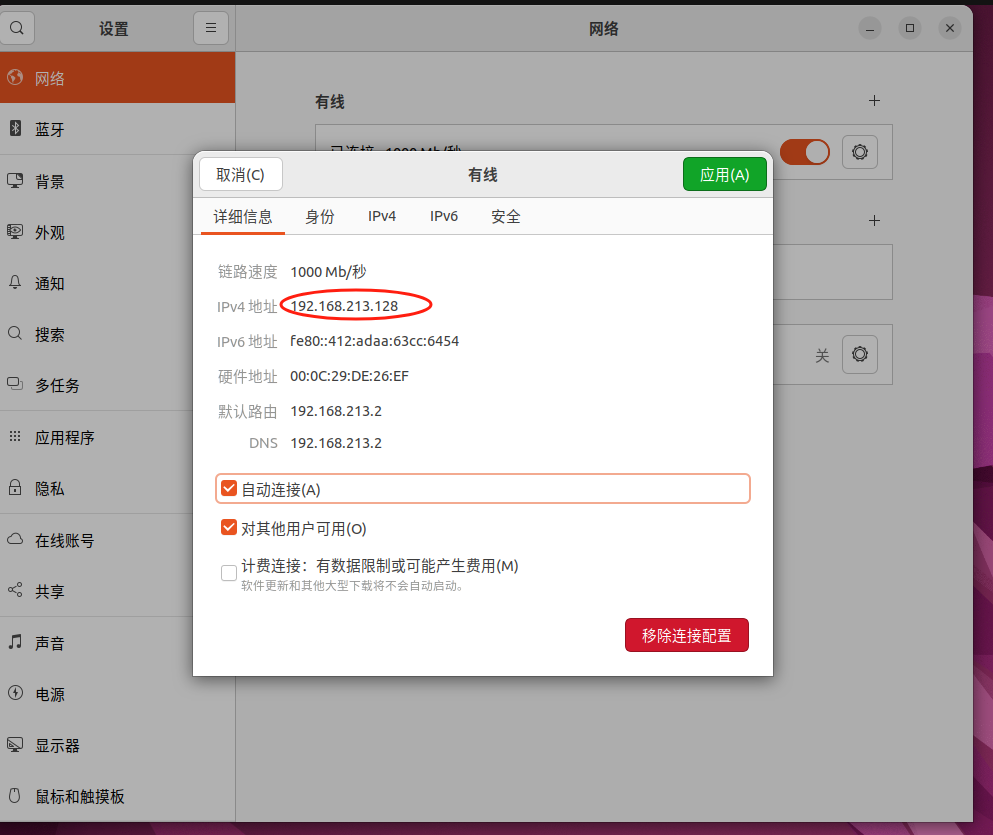 设置
网络
网络
蓝牙
背景
外观
通知
搜索
多任务
应用程序
隐私
在线账号
共享
声音
电源
显示器
鼠标和触摸板
有线
已连接 - 1000 Mb/秒
关
取消(C)
有线
应用(A)
详细信息 身份 IPv4 IPv6 安全
链路速度 1000 Mb/秒
IPv4 地址 192.168.213.128
IPv6 地址 fe80::412:adaa:63cc:6454
硬件地址 00:0C:29:DE:26:EF
默认路由 192.168.213.2
DNS 192.168.213.2
自动连接(A)
对其他用户可用(O)
计费连接：有数据限制或可能产生费用(M)
软件更新和其他大型下载将不会自动启动。
移除连接配置